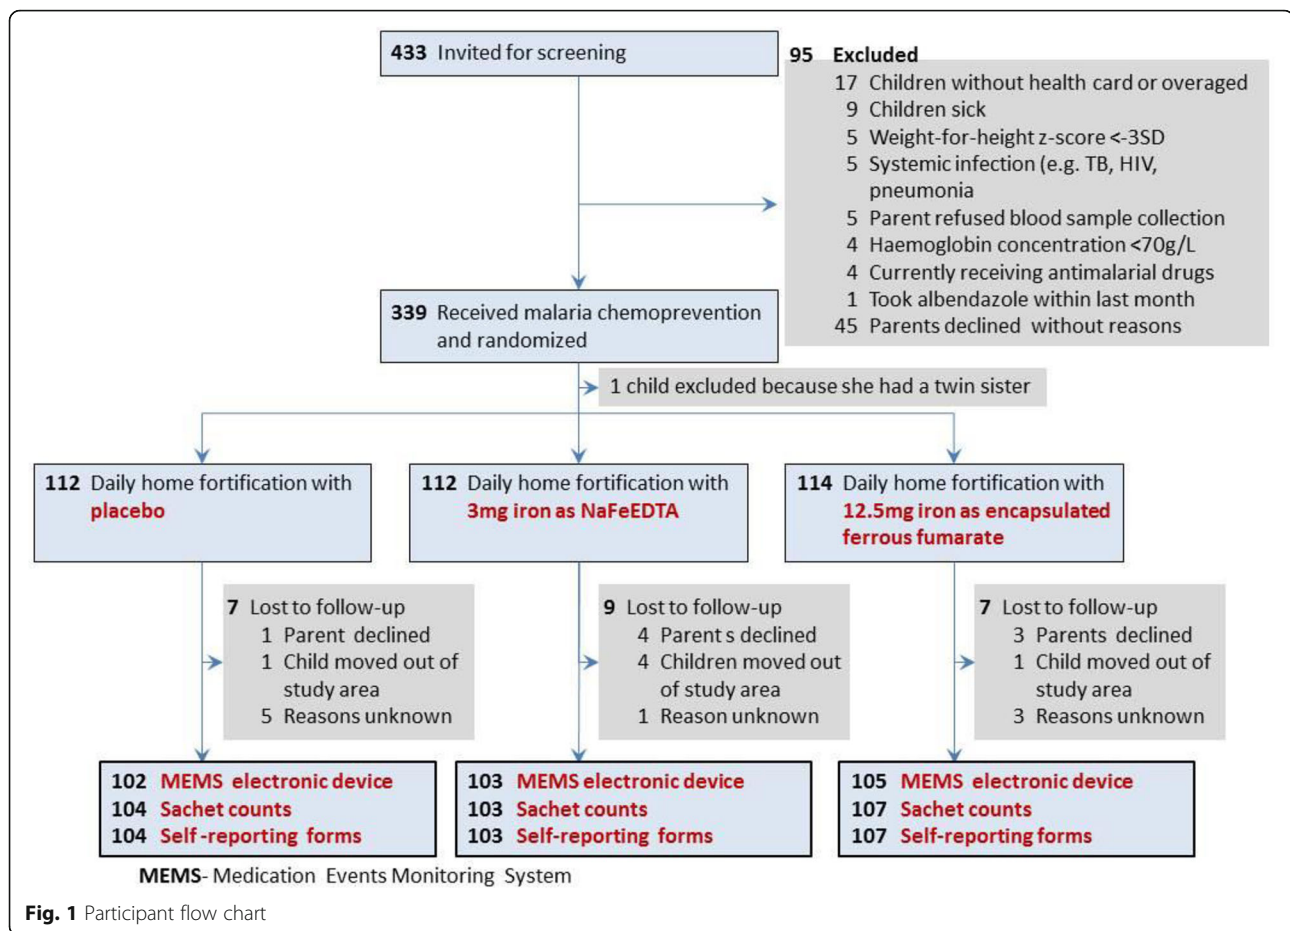 433 Invited for screening
95 Excluded
17 Children without health card or overaged
9 Children sick
5 Weight-for-height z-score <-3SD
5 Systemic infection (e.g. TB, HIV,
pneumonia
5 Parent refused blood sample collection
4 Haemoglobin concentration <70g/L
4 Currently receiving antimalarial drugs
1 Took albendazole within last month
45 Parents declined without reasons
339 Received malaria chemoprevention
and randomized
1 child excluded because she had a twin sister
112 Daily home fortification with
placebo
112 Daily home fortification with
3mg iron as NaFeEDTA
114 Daily home fortification with
12.5mg iron as encapsulated
ferrous fumarate
7 Lost to follow-up
1 Parent declined
1 Child moved out of
study area
5 Reasons unknown
9 Lost to follow-up
4 Parent s declined
4 Children moved out
of study area
1 Reason unknown
7 Lost to follow-up
3 Parents declined
1 Child moved out of
study area
3 Reasons unknown
102 MEMS electronic device
104 Sachet counts
104 Self -reporting forms
103 MEMS electronic device
103 Sachet counts
103 Self-reporting forms
105 MEMS electronic device
107 Sachet counts
107 Self-reporting forms
MEMS- Medication Events Monitoring System
Fig. 1 Participant flow chart